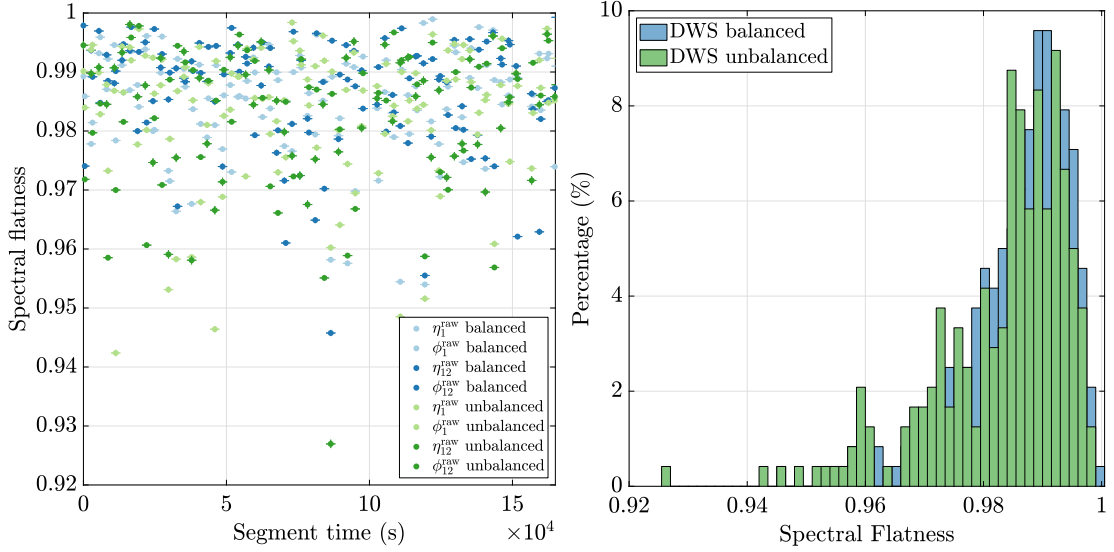 1
0.99
0.98
0.97
0.96
0.95
0.94
0.93
0.92
Spectral flatness
0 5 10 15
×10⁴
Segment time (s)
η₁ʳᵃʷ balanced
ϕ₁ʳᵃʷ balanced
η₁₂ʳᵃʷ balanced
ϕ₁₂ʳᵃʷ balanced
η₁ʳᵃʷ unbalanced
ϕ₁ʳᵃʷ unbalanced
η₁₂ʳᵃʷ unbalanced
ϕ₁₂ʳᵃʷ unbalanced
10
8
6
4
2
0
Percentage (%)
DWS balanced
DWS unbalanced
0.92 0.94 0.96 0.98 1
Spectral Flatness